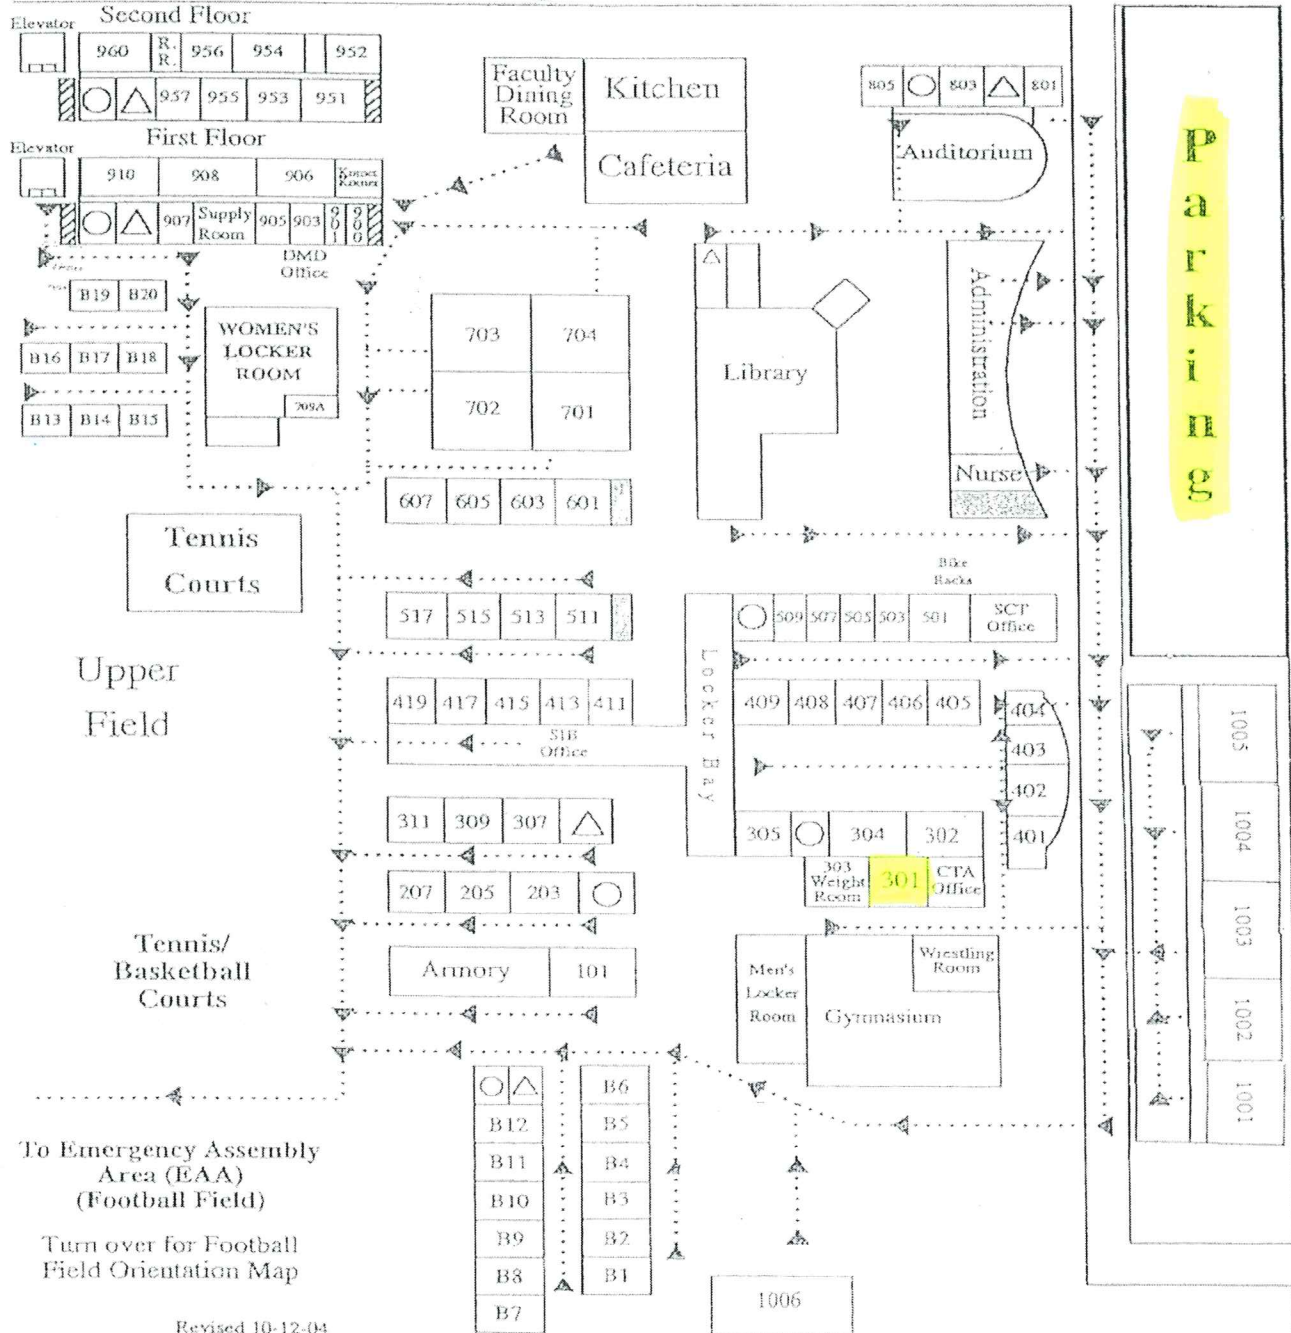 Second Floor
Elevator
960 R. R. 956 954 952
957 955 953 951
First Floor
Elevator
910 908 906
907 Supply Room 905 903 901 900
DMD
Office
B19 B20
B16 B17 B18
B13 B14 B15
WOMEN'S
LOCKER
ROOM
Faculty
Dining
Room
Kitchen
Cafeteria
805 803 801
Auditorium
703 704
702 701
Library
Administration
Nurse
Parking
607 605 603 601
Tennis
Courts
Bike
Racks
517 515 513 511
509 507 505 503 501
SCT
Office
Upper
Field
Locker Bay
419 417 415 413 411
SIB
Office
409 408 407 406 405
404
403
402
401
311 309 307
305 304 302
303
Weight
Room
301
CTA
Office
207 205 203
Tennis/
Basketball
Courts
Armory 101
Men's
Locker
Room
Wrestling
Room
Gymnasium
1005
1004
1003
1002
1001
B12
B11
B10
B9
B8
B7
B6
B5
B4
B3
B2
B1
1006
To Emergency Assembly
Area (EAA)
(Football Field)
Turn over for Football
Field Orientation Map
Revised 10-12-04